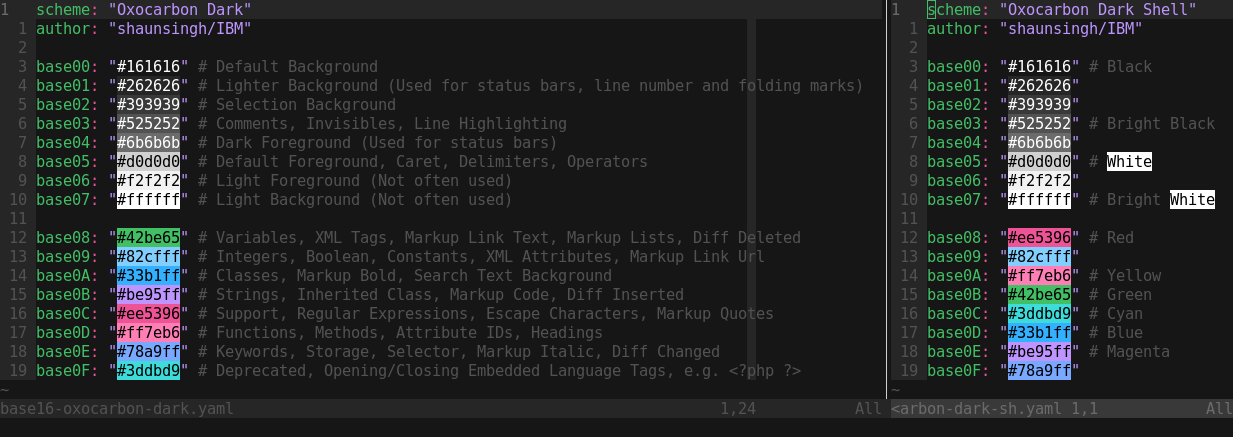 1   scheme: "Oxocarbon Dark"
  1 author: "shaunsingh/IBM"
  2
  3 base00: "#161616" # Default Background
  4 base01: "#262626" # Lighter Background (Used for status bars, line number and folding marks)
  5 base02: "#393939" # Selection Background
  6 base03: "#525252" # Comments, Invisibles, Line Highlighting
  7 base04: "#6b6b6b" # Dark Foreground (Used for status bars)
  8 base05: "#d0d0d0" # Default Foreground, Caret, Delimiters, Operators
  9 base06: "#f2f2f2" # Light Foreground (Not often used)
 10 base07: "#ffffff" # Light Background (Not often used)
 11
 12 base08: "#42be65" # Variables, XML Tags, Markup Link Text, Markup Lists, Diff Deleted
 13 base09: "#82cfff" # Integers, Boolean, Constants, XML Attributes, Markup Link Url
 14 base0A: "#33b1ff" # Classes, Markup Bold, Search Text Background
 15 base0B: "#be95ff" # Strings, Inherited Class, Markup Code, Diff Inserted
 16 base0C: "#ee5396" # Support, Regular Expressions, Escape Characters, Markup Quotes
 17 base0D: "#ff7eb6" # Functions, Methods, Attribute IDs, Headings
 18 base0E: "#78a9ff" # Keywords, Storage, Selector, Markup Italic, Diff Changed
 19 base0F: "#3ddbd9" # Deprecated, Opening/Closing Embedded Language Tags, e.g. <?php ?>
~
base16-oxocarbon-dark.yaml 1,24 All
1   scheme: "Oxocarbon Dark Shell"
  1 author: "shaunsingh/IBM"
  2
  3 base00: "#161616" # Black
  4 base01: "#262626"
  5 base02: "#393939"
  6 base03: "#525252" # Bright Black
  7 base04: "#6b6b6b"
  8 base05: "#d0d0d0" # White
  9 base06: "#f2f2f2"
 10 base07: "#ffffff" # Bright White
 11
 12 base08: "#ee5396" # Red
 13 base09: "#82cfff"
 14 base0A: "#ff7eb6" # Yellow
 15 base0B: "#42be65" # Green
 16 base0C: "#3ddbd9" # Cyan
 17 base0D: "#33b1ff" # Blue
 18 base0E: "#be95ff" # Magenta
 19 base0F: "#78a9ff"
~
<arbon-dark-sh.yaml 1,1 All